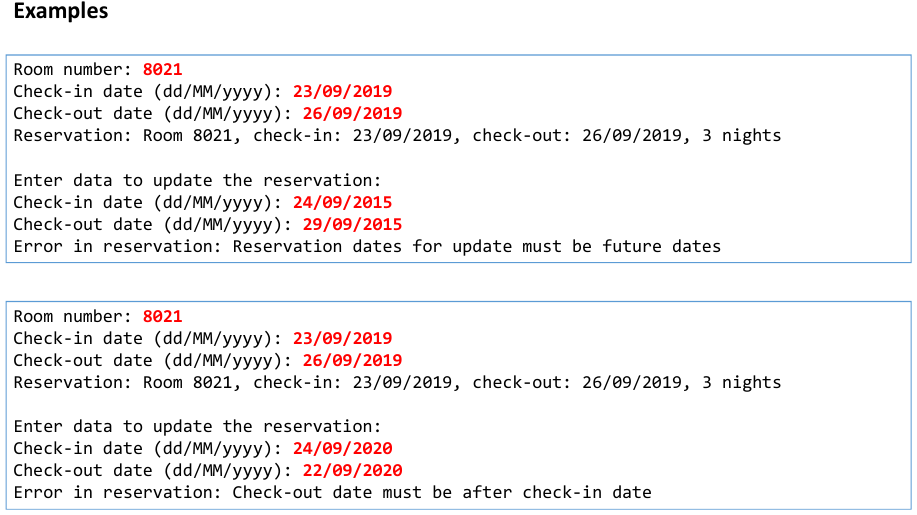 Examples
Room number: 8021
Check-in date (dd/MM/yyyy): 23/09/2019
Check-out date (dd/MM/yyyy): 26/09/2019
Reservation: Room 8021, check-in: 23/09/2019, check-out: 26/09/2019, 3 nights
Enter data to update the reservation:
Check-in date (dd/MM/yyyy): 24/09/2015
Check-out date (dd/MM/yyyy): 29/09/2015
Error in reservation: Reservation dates for update must be future dates
Room number: 8021
Check-in date (dd/MM/yyyy): 23/09/2019
Check-out date (dd/MM/yyyy): 26/09/2019
Reservation: Room 8021, check-in: 23/09/2019, check-out: 26/09/2019, 3 nights
Enter data to update the reservation:
Check-in date (dd/MM/yyyy): 24/09/2020
Check-out date (dd/MM/yyyy): 22/09/2020
Error in reservation: Check-out date must be after check-in date